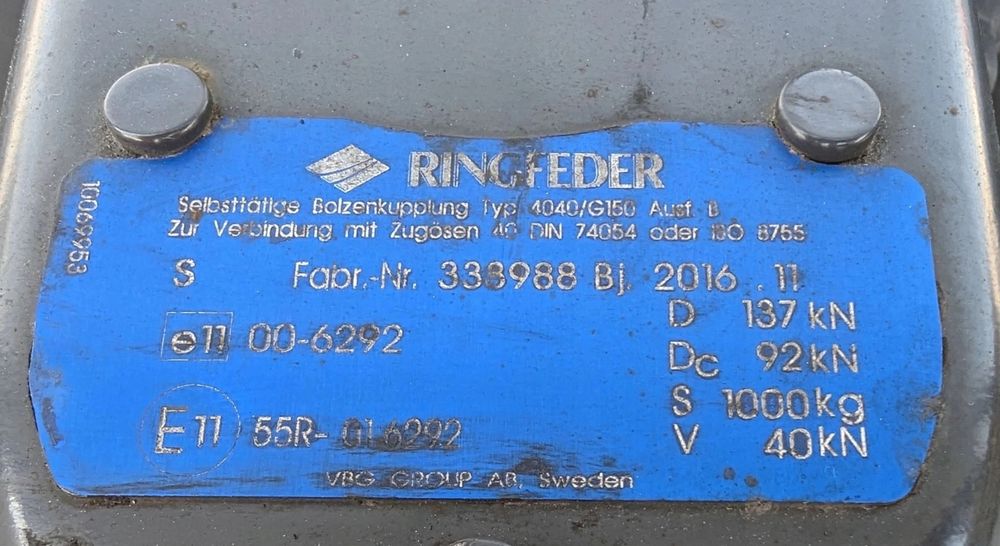 RINGFEDER
Selbsttätige Bolzenkupplung Typ 4040/G150 Ausf. B
Zur Verbindung mit Zugösen 40 DIN 74054 oder ISO 8755
10069953
S Fabr.-Nr. 338988 Bj. 2016 .11
D 137 kN
e11 00-6292
Dc 92 kN
S 1000 kg
E11 55R-01 6292
V 40 kN
VBG GROUP AB, Sweden